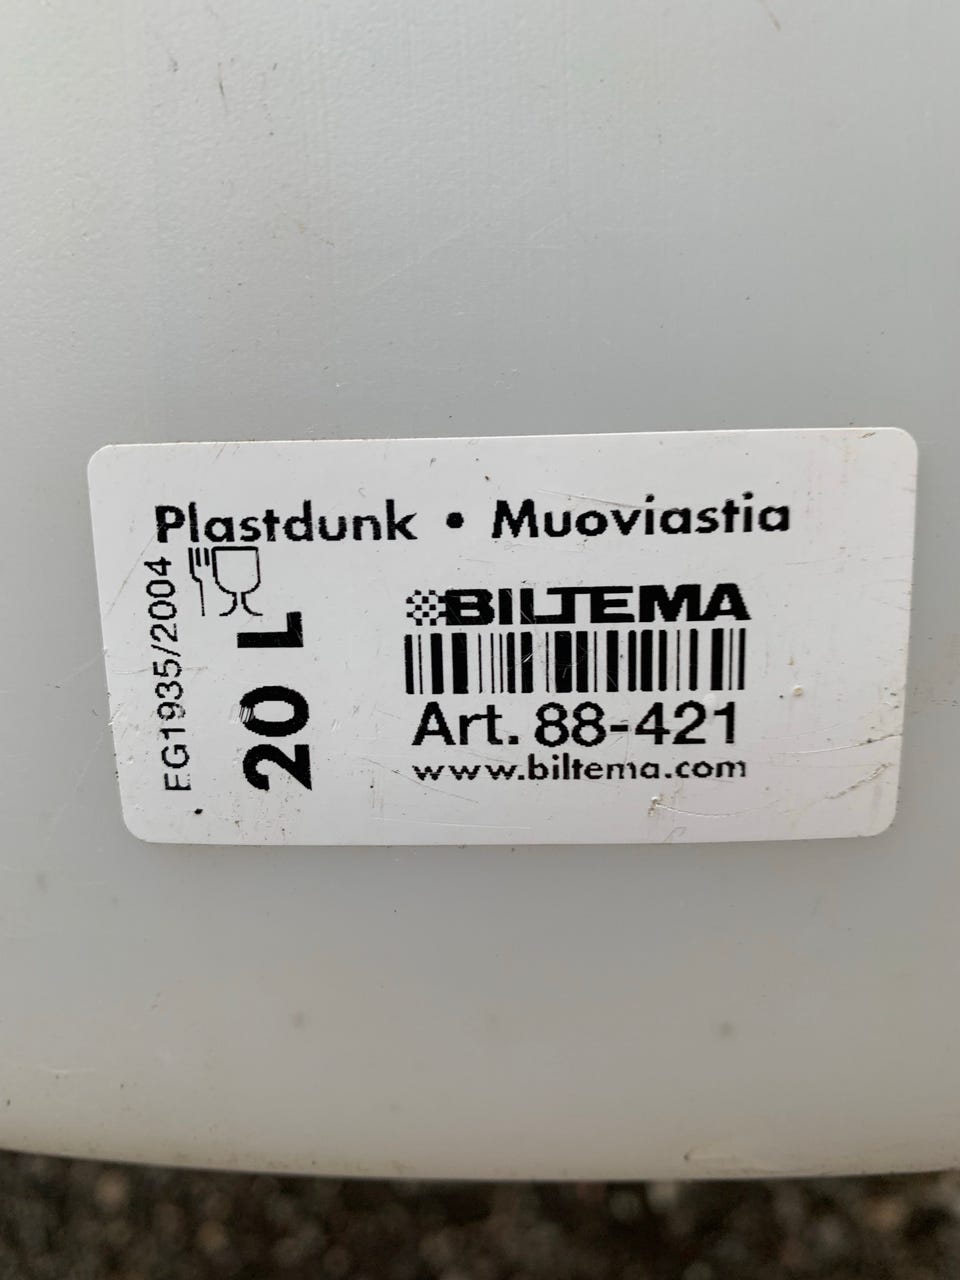 Plastdunk • Muoviastia
EG1935/2004
20 L
BILTEMA
Art. 88-421
www.biltema.com